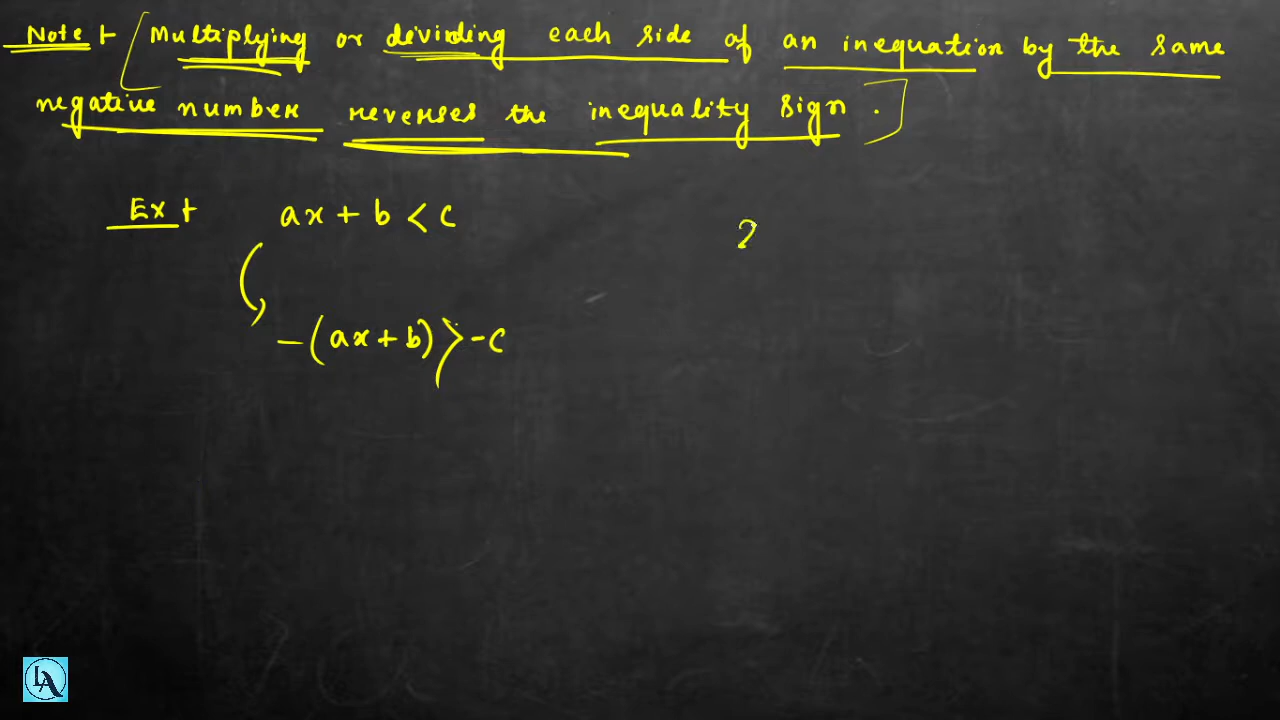 Note :- [Multiplying or dividing each side of an inequation by the same
negative number reverses the inequality sign.]
Ex :- ax + b < c
2
-(ax + b) > -c
LA